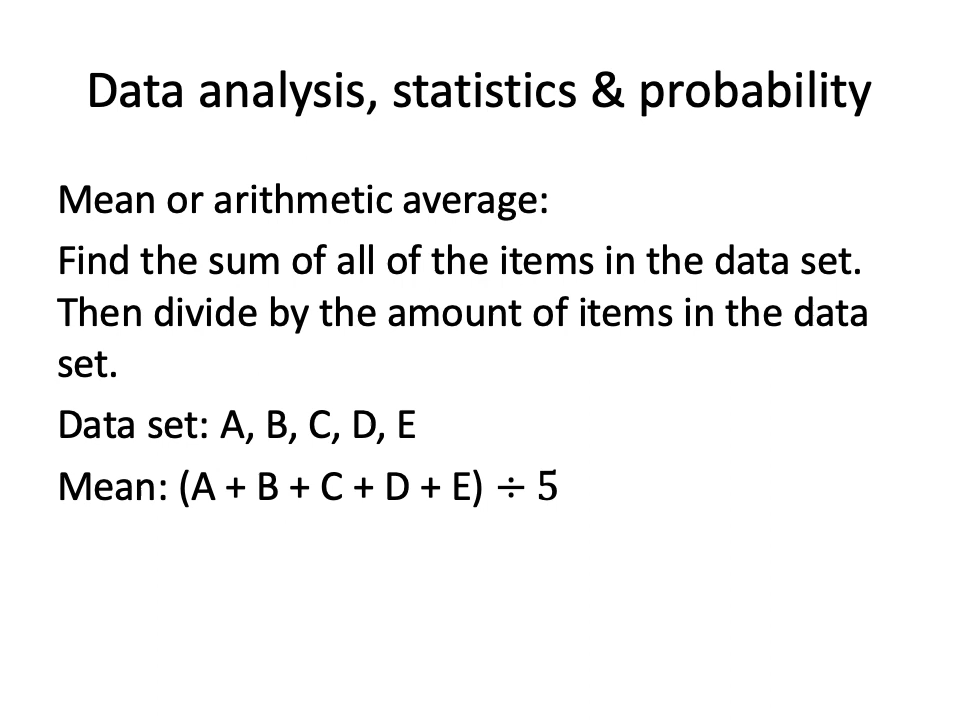 Data analysis, statistics & probability
Mean or arithmetic average:
Find the sum of all of the items in the data set.
Then divide by the amount of items in the data
set.
Data set: A, B, C, D, E
Mean: (A + B + C + D + E) ÷ 5